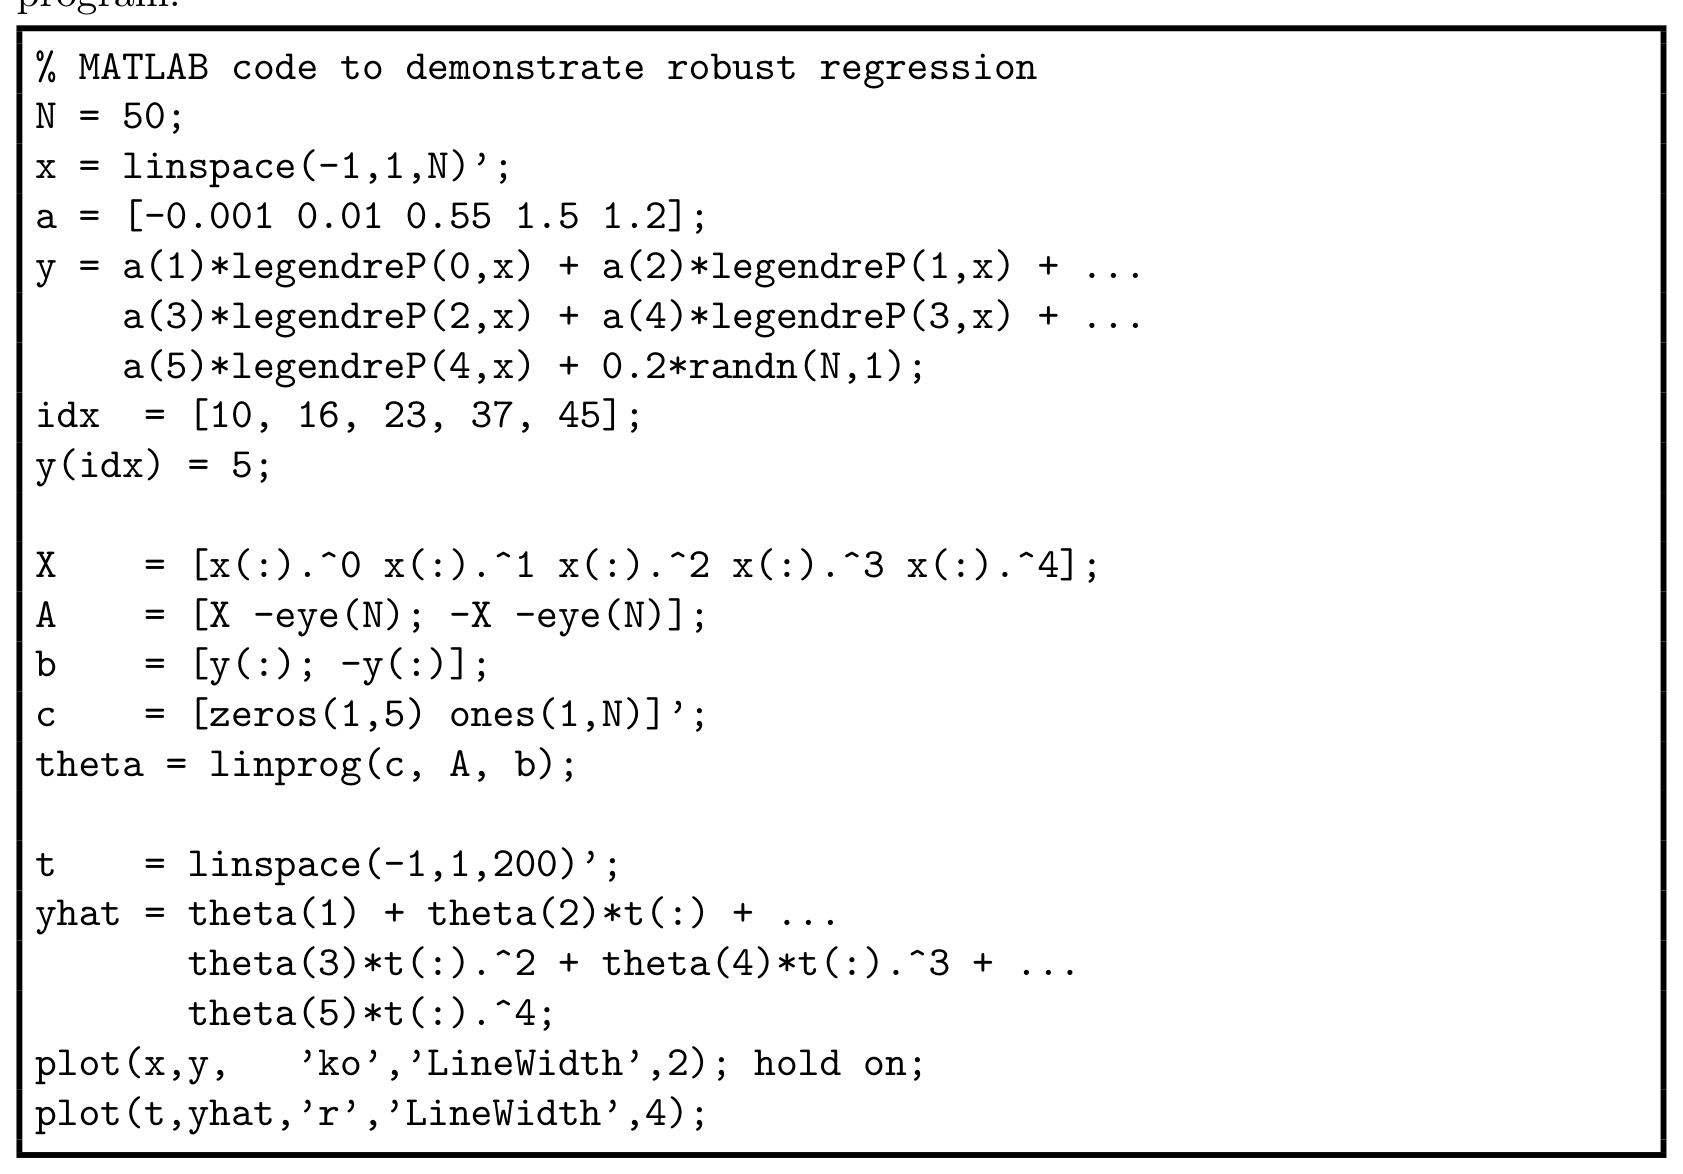 program.
% MATLAB code to demonstrate robust regression
N = 50;
x = linspace(-1,1,N)’;
a = [-0.001 0.01 0.55 1.5 1.2];
y = a(1)*legendreP(0,x) + a(2)*legendreP(1,x) + ...
    a(3)*legendreP(2,x) + a(4)*legendreP(3,x) + ...
    a(5)*legendreP(4,x) + 0.2*randn(N,1);
idx  = [10, 16, 23, 37, 45];
y(idx) = 5;

X    = [x(:).^0 x(:).^1 x(:).^2 x(:).^3 x(:).^4];
A    = [X -eye(N); -X -eye(N)];
b    = [y(:); -y(:)];
c    = [zeros(1,5) ones(1,N)]’;
theta = linprog(c, A, b);

t    = linspace(-1,1,200)’;
yhat = theta(1) + theta(2)*t(:) + ...
       theta(3)*t(:).^2 + theta(4)*t(:).^3 + ...
       theta(5)*t(:).^4;
plot(x,y,   ’ko’,’LineWidth’,2); hold on;
plot(t,yhat,’r’,’LineWidth’,4);